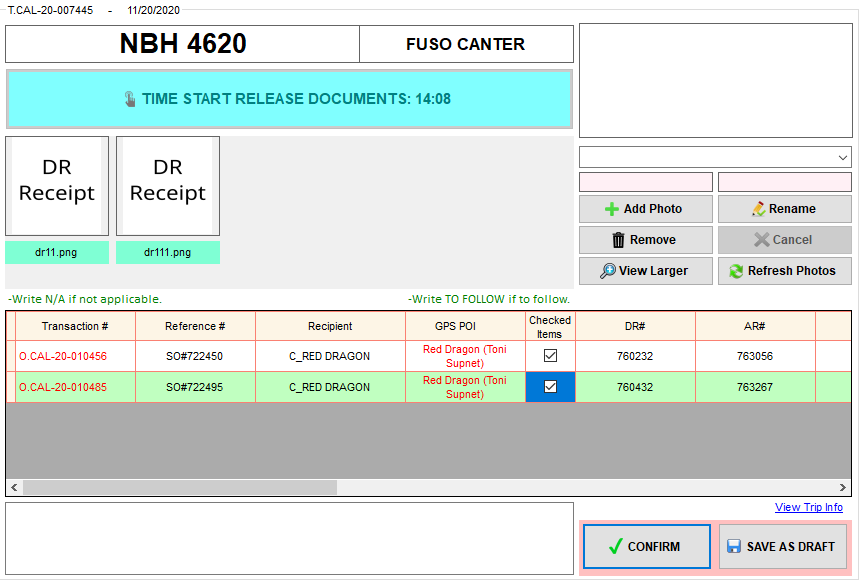 T.CAL-20-007445 - 11/20/2020
NBH 4620
FUSO CANTER
TIME START RELEASE DOCUMENTS: 14:08
DR
Receipt
DR
Receipt
dr11.png
dr111.png
Add Photo
Rename
Remove
Cancel
View Larger
Refresh Photos
-Write N/A if not applicable.
-Write TO FOLLOW if to follow.
Transaction # Reference # Recipient GPS POI Checked Items DR# AR#
O.CAL-20-010456 SO#722450 C_RED DRAGON Red Dragon (Toni Supnet) 760232 763056
O.CAL-20-010485 SO#722495 C_RED DRAGON Red Dragon (Toni Supnet) 760432 763267
View Trip Info
CONFIRM
SAVE AS DRAFT